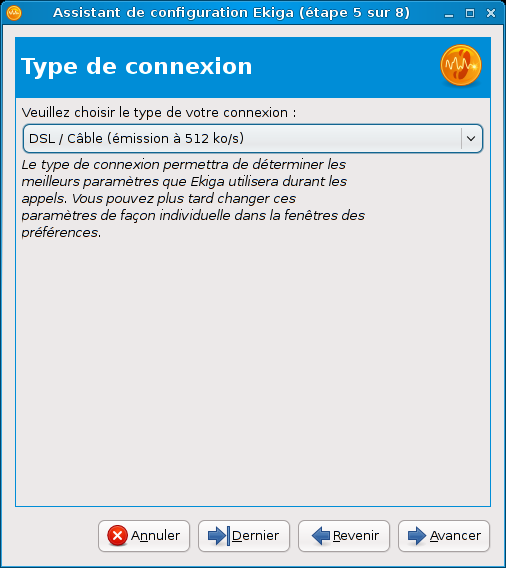 Assistant de configuration Ekiga (étape 5 sur 8)
Type de connexion
Veuillez choisir le type de votre connexion :
DSL / Câble (émission à 512 ko/s)
Le type de connexion permettra de déterminer les
meilleurs paramètres que Ekiga utilisera durant les
appels. Vous pouvez plus tard changer ces
paramètres de façon individuelle dans la fenêtres des
préférences.
Annuler
Dernier
Revenir
Avancer